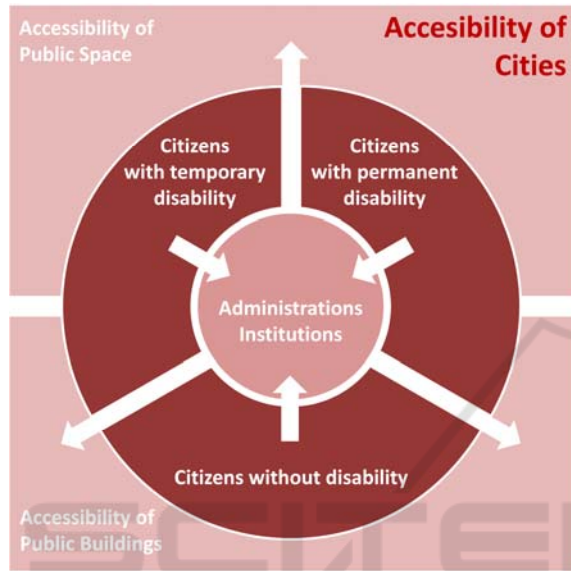 Accessibility of
Public Space
Accesibility of
Cities
Citizens
with temporary
disability
Citizens
with permanent
disability
Administrations
Institutions
Citizens without disability
Accessibility of
Public Buildings
SCITE